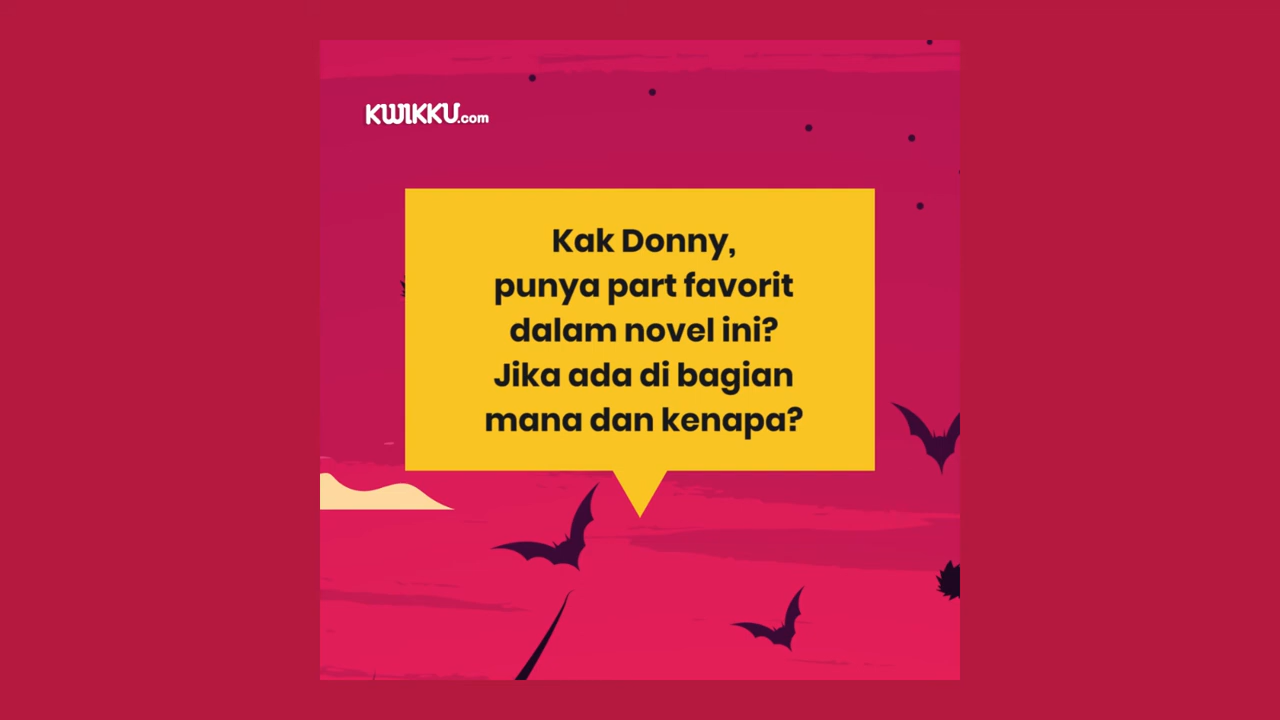 KWIKKU.com
Kak Donny,
punya part favorit
dalam novel ini?
Jika ada di bagian
mana dan kenapa?